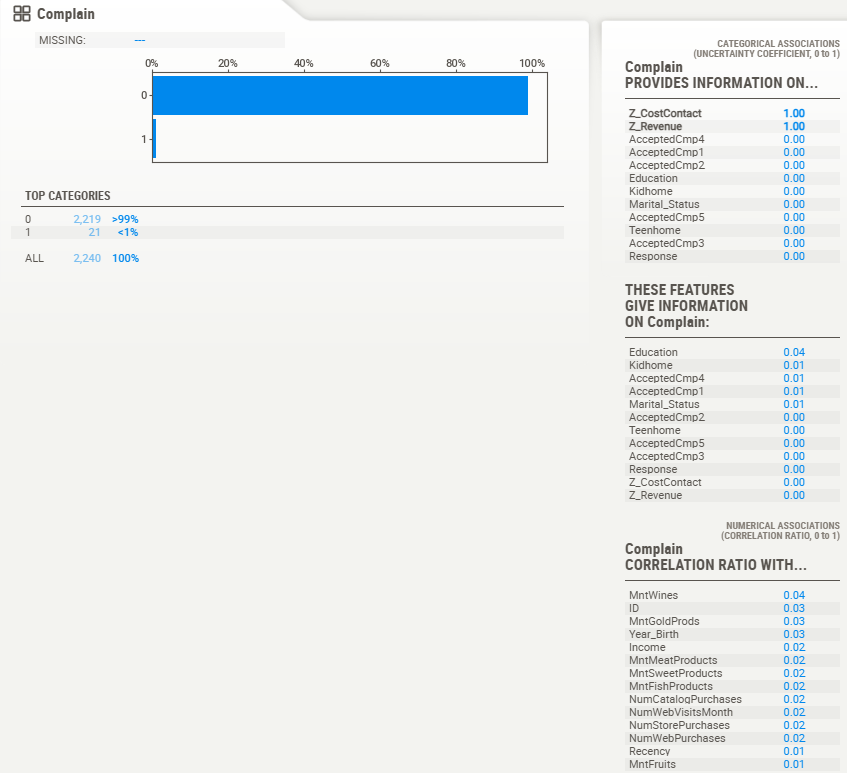 Complain
MISSING: ---
0% 20% 40% 60% 80% 100%
0
1
TOP CATEGORIES
0 2,219 >99%
1 21 <1%
ALL 2,240 100%
CATEGORICAL ASSOCIATIONS
(UNCERTAINTY COEFFICIENT, 0 to 1)
Complain
PROVIDES INFORMATION ON...
Z_CostContact 1.00
Z_Revenue 1.00
AcceptedCmp4 0.00
AcceptedCmp1 0.00
AcceptedCmp2 0.00
Education 0.00
Kidhome 0.00
Marital_Status 0.00
AcceptedCmp5 0.00
Teenhome 0.00
AcceptedCmp3 0.00
Response 0.00
THESE FEATURES
GIVE INFORMATION
ON Complain:
Education 0.04
Kidhome 0.01
AcceptedCmp4 0.01
AcceptedCmp1 0.01
Marital_Status 0.01
AcceptedCmp2 0.00
Teenhome 0.00
AcceptedCmp5 0.00
AcceptedCmp3 0.00
Response 0.00
Z_CostContact 0.00
Z_Revenue 0.00
NUMERICAL ASSOCIATIONS
(CORRELATION RATIO, 0 to 1)
Complain
CORRELATION RATIO WITH...
MntWines 0.04
ID 0.03
MntGoldProds 0.03
Year_Birth 0.03
Income 0.02
MntMeatProducts 0.02
MntSweetProducts 0.02
MntFishProducts 0.02
NumCatalogPurchases 0.02
NumWebVisitsMonth 0.02
NumStorePurchases 0.02
NumWebPurchases 0.02
Recency 0.01
MntFruits 0.01